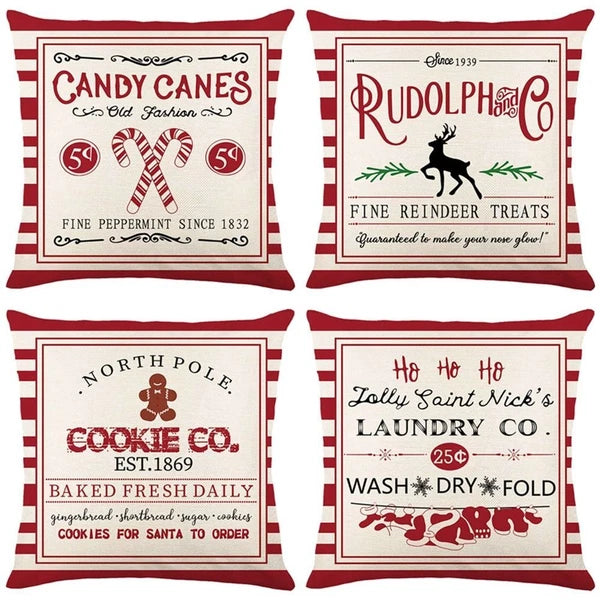 CANDY CANES
Old Fashion
5¢ 5¢
FINE PEPPERMINT SINCE 1832
Since 1939
RUDOLPH and CO
FINE REINDEER TREATS
Guaranteed to make your nose glow!"
·NORTH POLE.
COOKIE CO.
EST.1869
BAKED FRESH DAILY
gingerbread · shortbread · sugar · cookies
COOKIES FOR SANTA TO ORDER
Ho Ho Ho
Jolly Saint Nick's
LAUNDRY CO.
25¢
WASH DRY FOLD